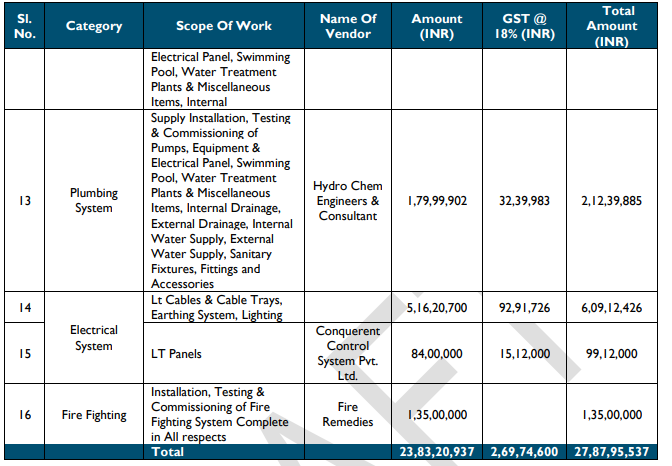 Sl. No. | Category | Scope Of Work | Name Of Vendor | Amount (INR) | GST @ 18% (INR) | Total Amount (INR)
Electrical Panel, Swimming
Pool, Water Treatment
Plants & Miscellaneous
Items, Internal
13
Plumbing
System
Supply Installation, Testing
& Commissioning of
Pumps, Equipment &
Electrical Panel, Swimming
Pool, Water Treatment
Plants & Miscellaneous
Items, Internal Drainage,
External Drainage, Internal
Water Supply, External
Water Supply, Sanitary
Fixtures, Fittings and
Accessories
Hydro Chem
Engineers &
Consultant
1,79,99,902
32,39,983
2,12,39,885
14
Electrical
System
Lt Cables & Cable Trays,
Earthing System, Lighting
5,16,20,700
92,91,726
6,09,12,426
15
LT Panels
Conquerent
Control
System Pvt.
Ltd.
84,00,000
15,12,000
99,12,000
16
Fire Fighting
Installation, Testing &
Commissioning of Fire
Fighting System Complete
in All respects
Fire
Remedies
1,35,00,000
1,35,00,000
Total
23,83,20,937
2,69,74,600
27,87,95,537